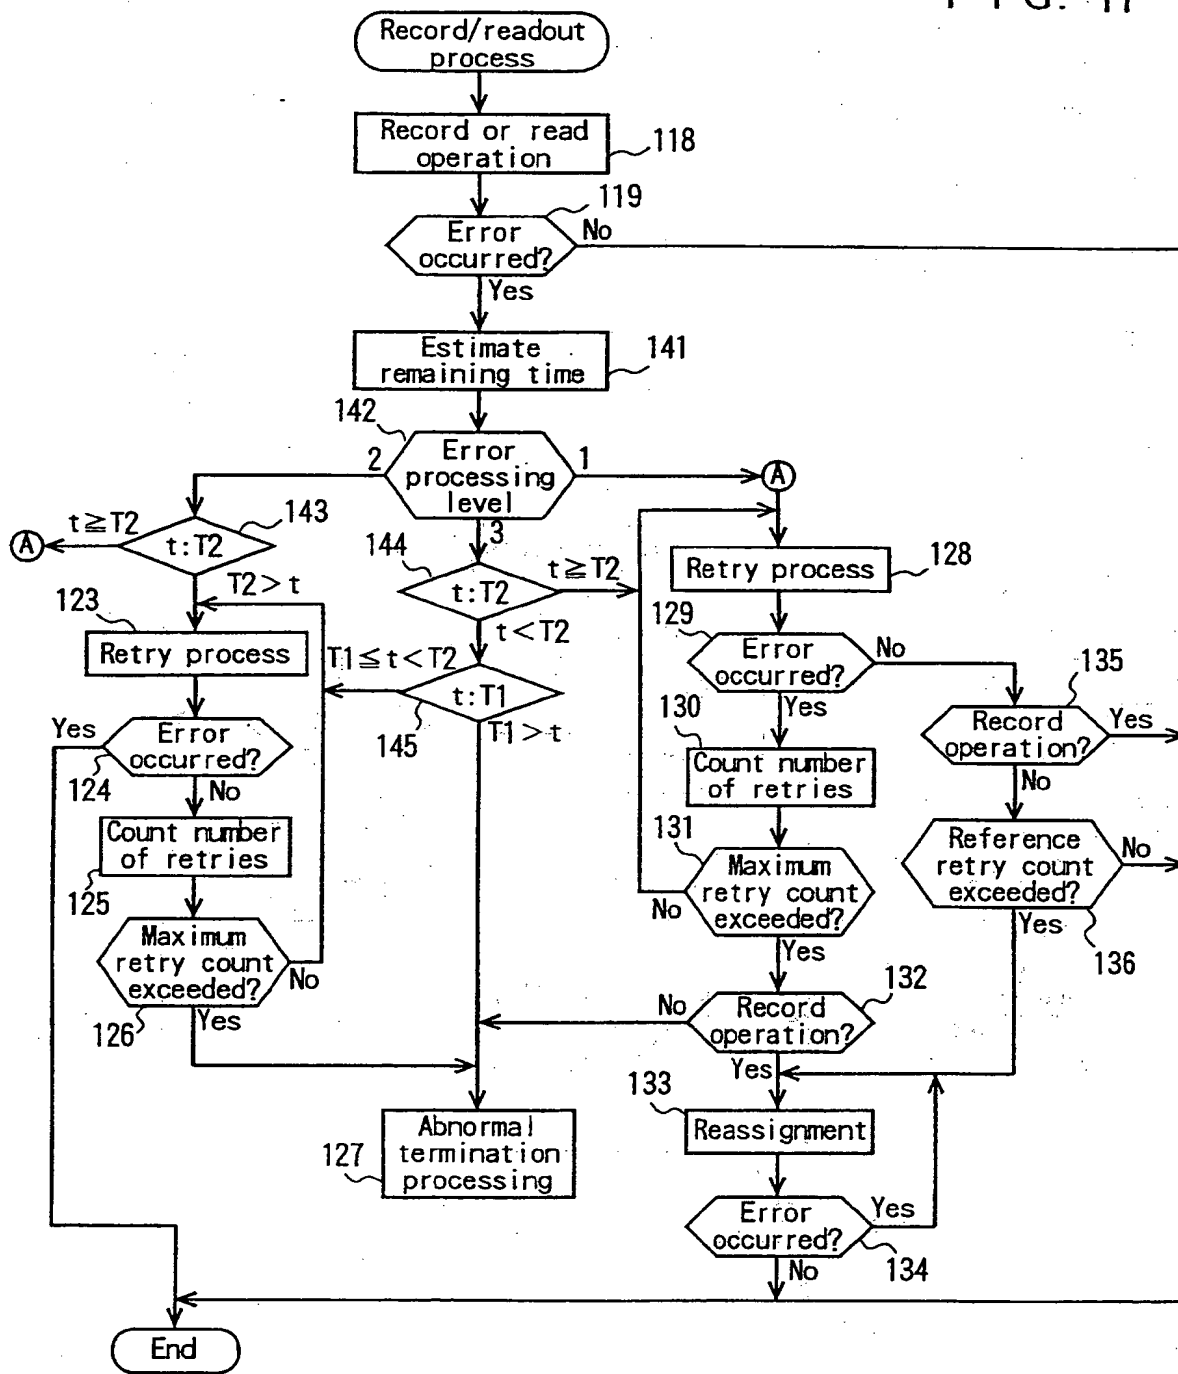 FIG. 17
Record/readout
process
Record or read
operation
118
119
Error
occurred?
No
Yes
Estimate
remaining time
141
142
Error
processing
level
2
1
3
A
143
t≧T2
t:T2
A
T2>t
144
t:T2
t≧T2
t<T2
123
Retry process
T1≦t<T2
t:T1
145
T1>t
Retry process
128
129
Error
occurred?
No
Yes
135
Record
operation?
Yes
No
Yes
Error
occurred?
124
No
130
Count number
of retries
Count number
of retries
125
131
Maximum
retry count
exceeded?
No
Yes
Reference
retry count
exceeded?
No
Yes
136
Maximum
retry count
exceeded?
No
126
Yes
132
No
Record
operation?
Yes
133
Reassignment
127
Abnormal
termination
processing
Error
occurred?
Yes
134
No
End